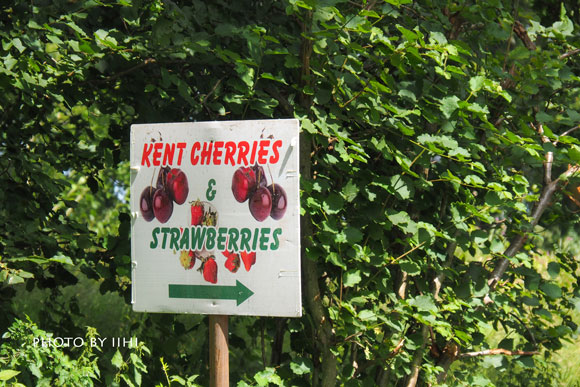 KENT CHERRIES
&
STRAWBERRIES
PHOTO BY IIHI